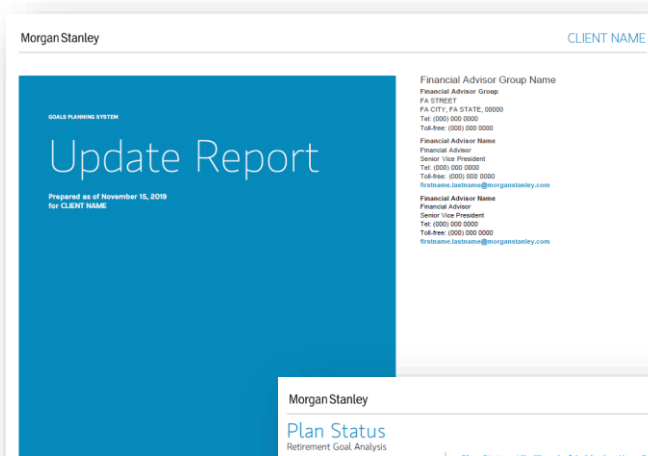 Morgan Stanley
CLIENT NAME
GOALS PLANNING SYSTEM
Update Report
Prepared as of November 15, 2019
for CLIENT NAME
Financial Advisor Group Name
Financial Advisor Group
FA STREET
FA CITY, FA STATE, 00000
Tel: (000) 000 0000
Toll-free: (000) 000 0000
Financial Advisor Name
Financial Advisor
Senior Vice President
Tel: (000) 000 0000
Toll-free: (000) 000 0000
firstname.lastname@morganstanley.com
Financial Advisor Name
Financial Advisor
Senior Vice President
Tel: (000) 000 0000
Toll-free: (000) 000 0000
firstname.lastname@morganstanley.com
Morgan Stanley
Plan Status
Retirement Goal Analysis